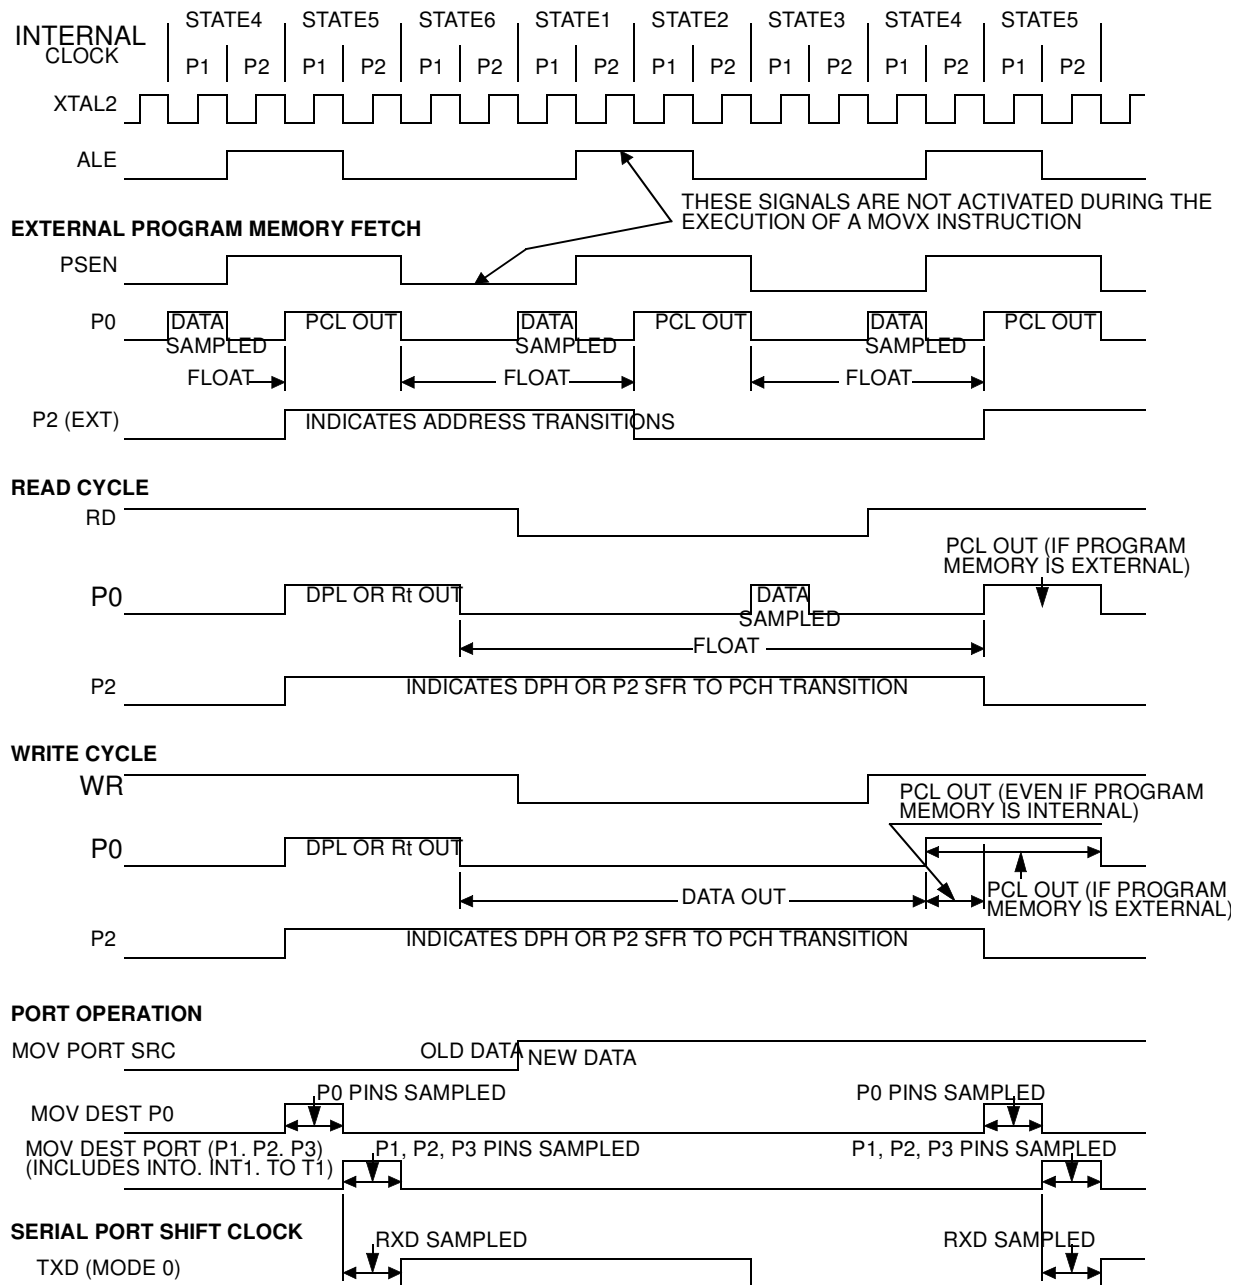 INTERNAL
CLOCK
STATE4 STATE5 STATE6 STATE1 STATE2 STATE3 STATE4 STATE5
P1 P2 P1 P2 P1 P2 P1 P2 P1 P2 P1 P2 P1 P2 P1 P2
XTAL2
ALE
THESE SIGNALS ARE NOT ACTIVATED DURING THE
EXECUTION OF A MOVX INSTRUCTION
EXTERNAL PROGRAM MEMORY FETCH
PSEN
P0
DATA
SAMPLED
PCL OUT
DATA
SAMPLED
PCL OUT
DATA
SAMPLED
PCL OUT
FLOAT FLOAT FLOAT
P2 (EXT)
INDICATES ADDRESS TRANSITIONS
READ CYCLE
RD
PCL OUT (IF PROGRAM
MEMORY IS EXTERNAL)
P0
DPL OR Rt OUT
DATA
SAMPLED
FLOAT
P2
INDICATES DPH OR P2 SFR TO PCH TRANSITION
WRITE CYCLE
WR
PCL OUT (EVEN IF PROGRAM
MEMORY IS INTERNAL)
P0
DPL OR Rt OUT
DATA OUT
PCL OUT (IF PROGRAM
MEMORY IS EXTERNAL)
P2
INDICATES DPH OR P2 SFR TO PCH TRANSITION
PORT OPERATION
MOV PORT SRC
OLD DATA
NEW DATA
P0 PINS SAMPLED P0 PINS SAMPLED
MOV DEST P0
MOV DEST PORT (P1. P2. P3)
(INCLUDES INTO. INT1. TO T1)
P1, P2, P3 PINS SAMPLED P1, P2, P3 PINS SAMPLED
SERIAL PORT SHIFT CLOCK
RXD SAMPLED RXD SAMPLED
TXD (MODE 0)